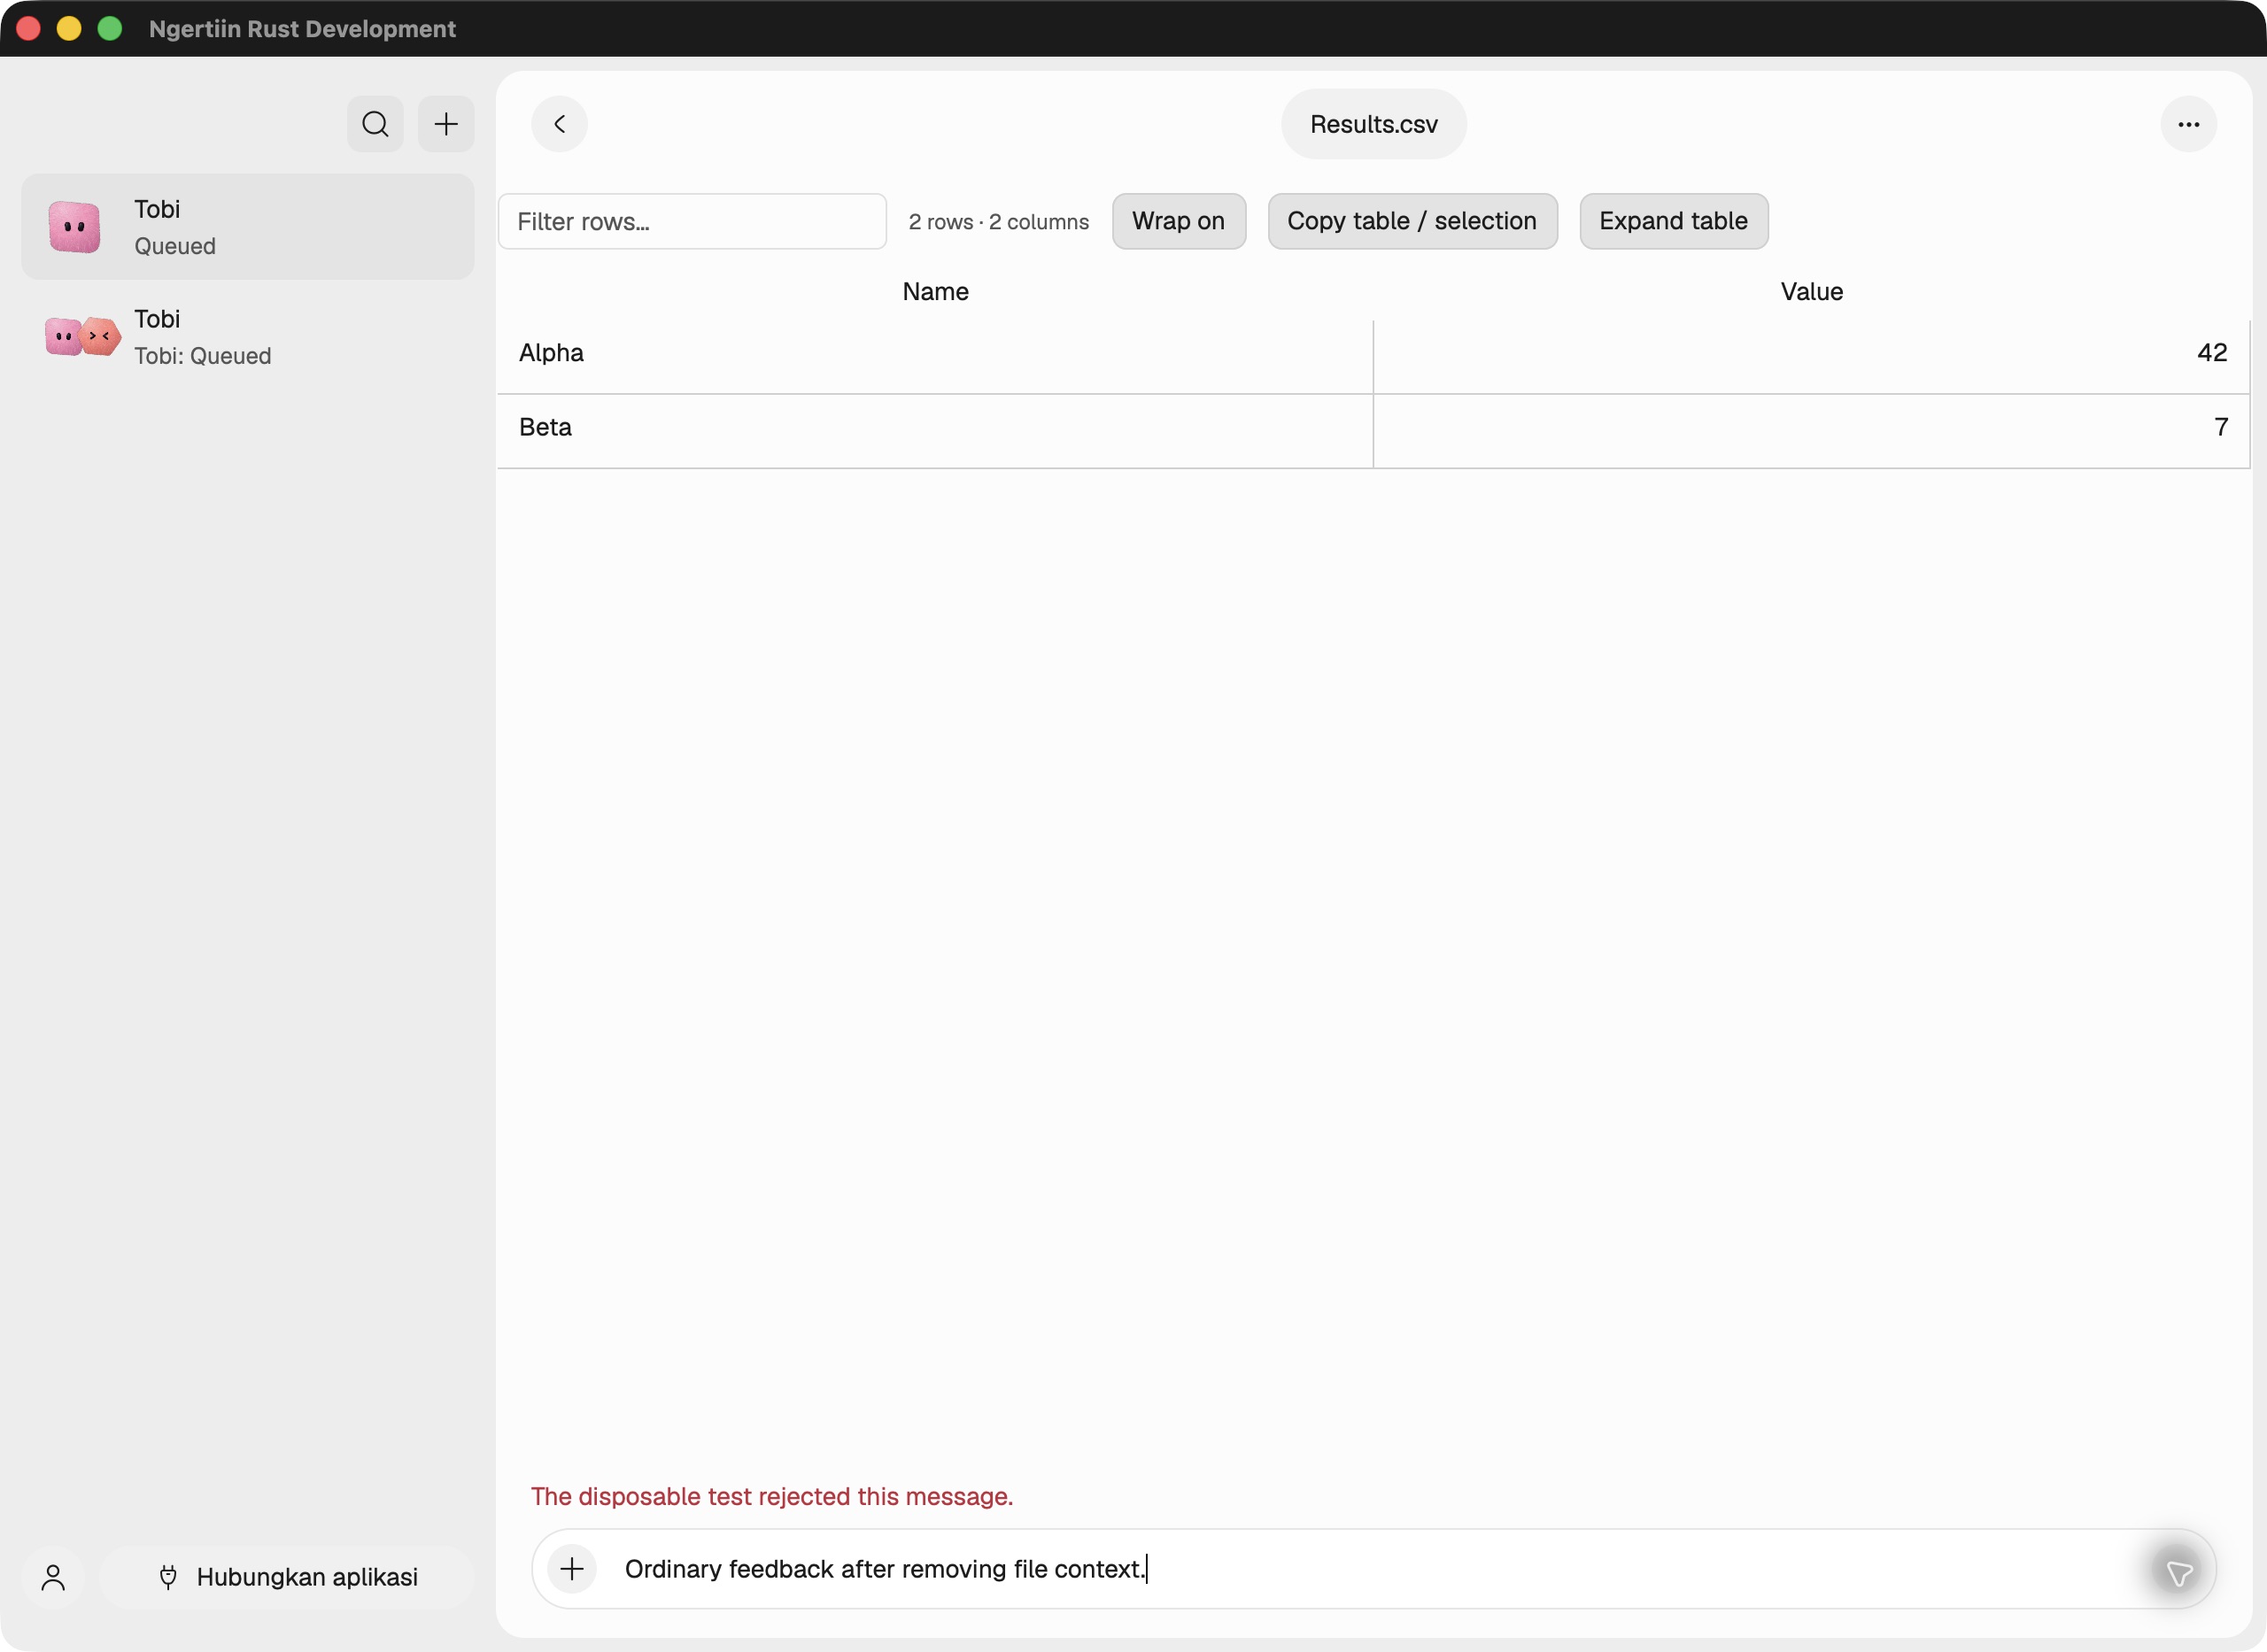 Ngertiin Rust Development
Tobi
Queued
Tobi
Tobi: Queued
Hubungkan aplikasi
Results.csv
Filter rows...
2 rows · 2 columns
Wrap on
Copy table / selection
Expand table
Name Value
Alpha 42
Beta 7
The disposable test rejected this message.
Ordinary feedback after removing file context.